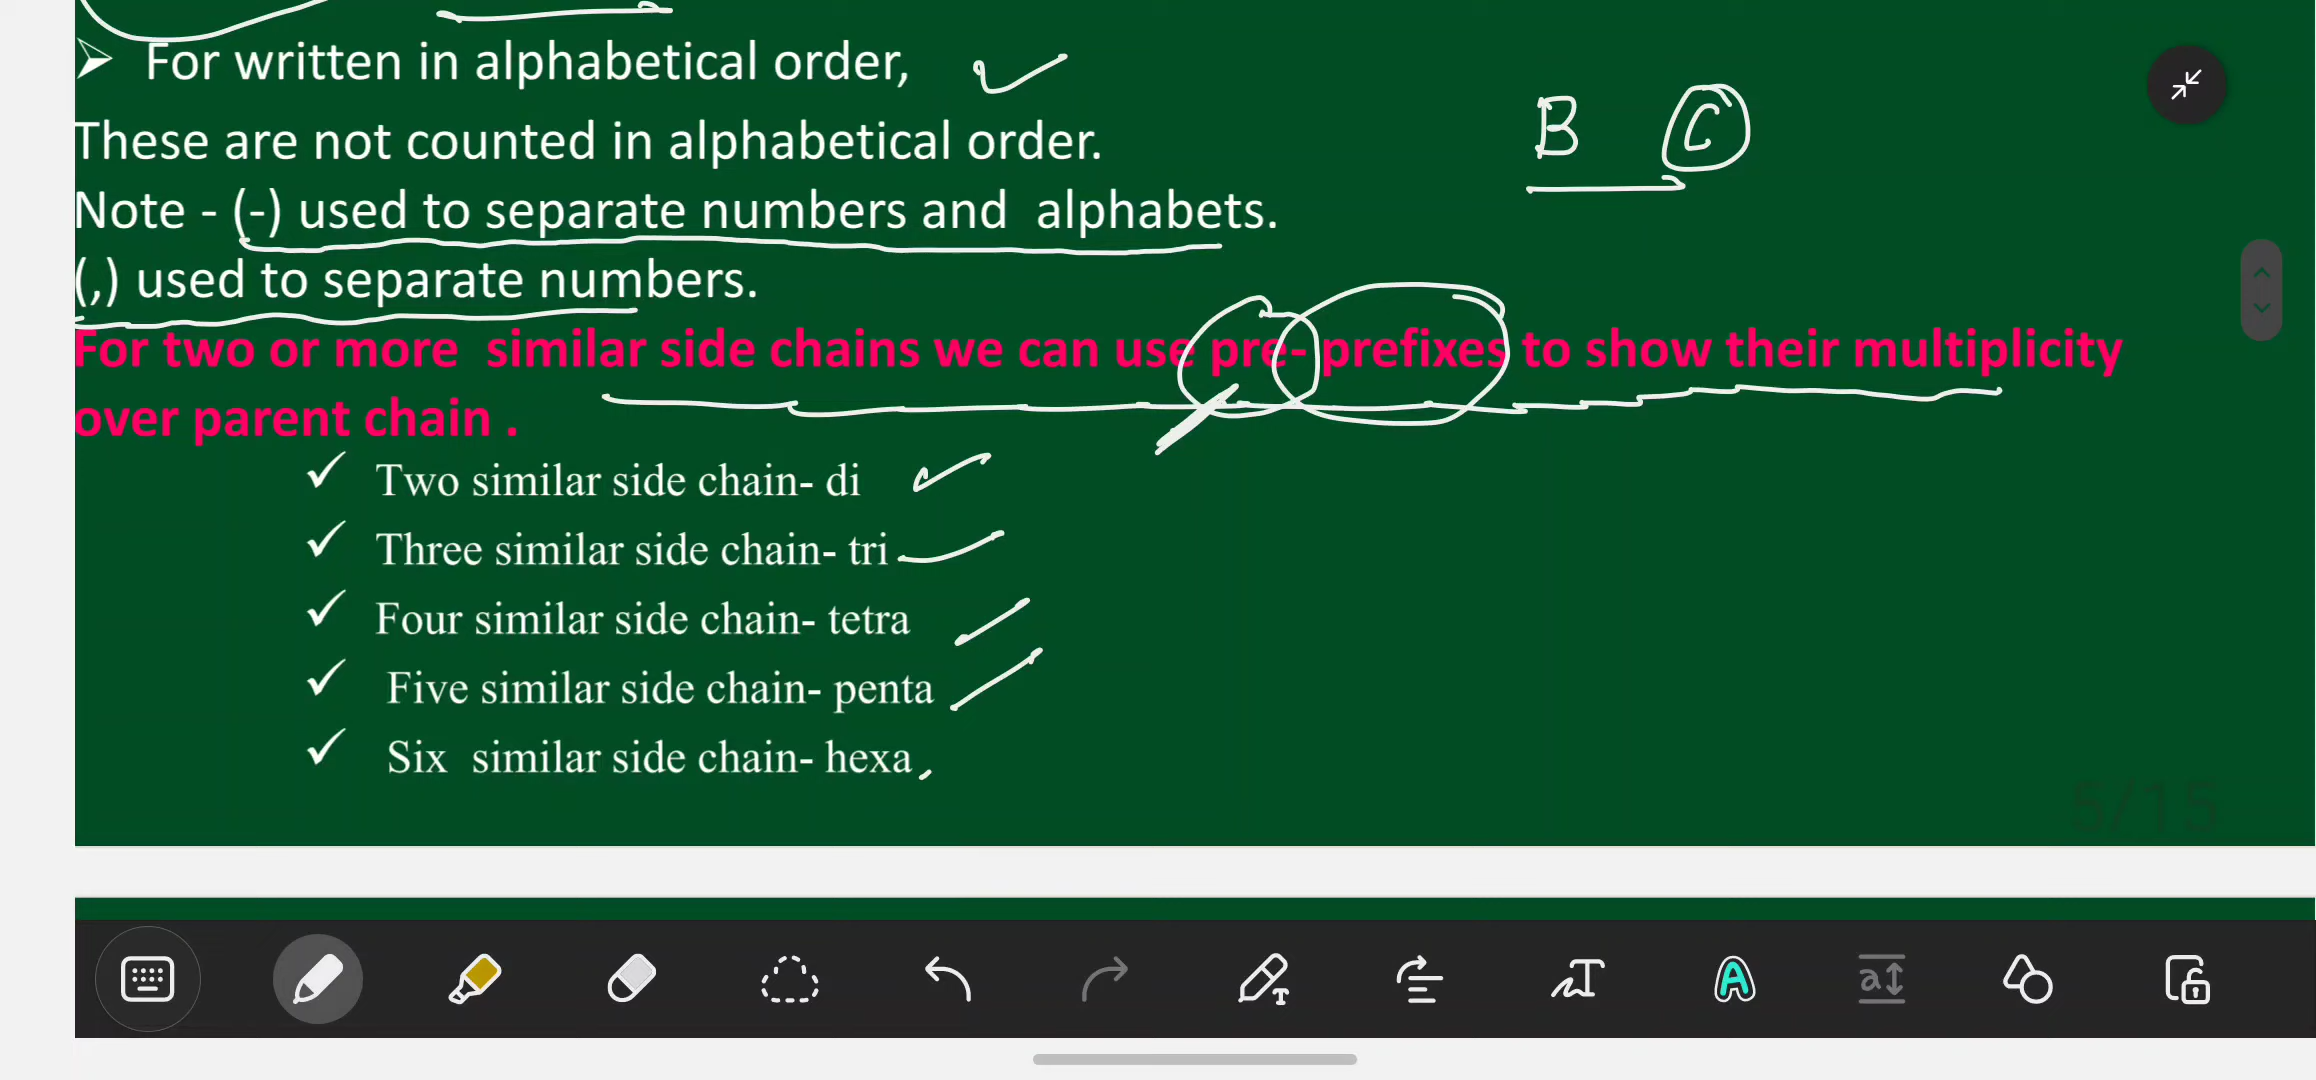 ➢ For written in alphabetical order,
These are not counted in alphabetical order.
B C
Note - (-) used to separate numbers and alphabets.
(,) used to separate numbers.
For two or more similar side chains we can use pre- prefixes to show their multiplicity
over parent chain .
✓ Two similar side chain- di
✓ Three similar side chain- tri
✓ Four similar side chain- tetra
✓ Five similar side chain- penta
✓ Six similar side chain- hexa
5/15